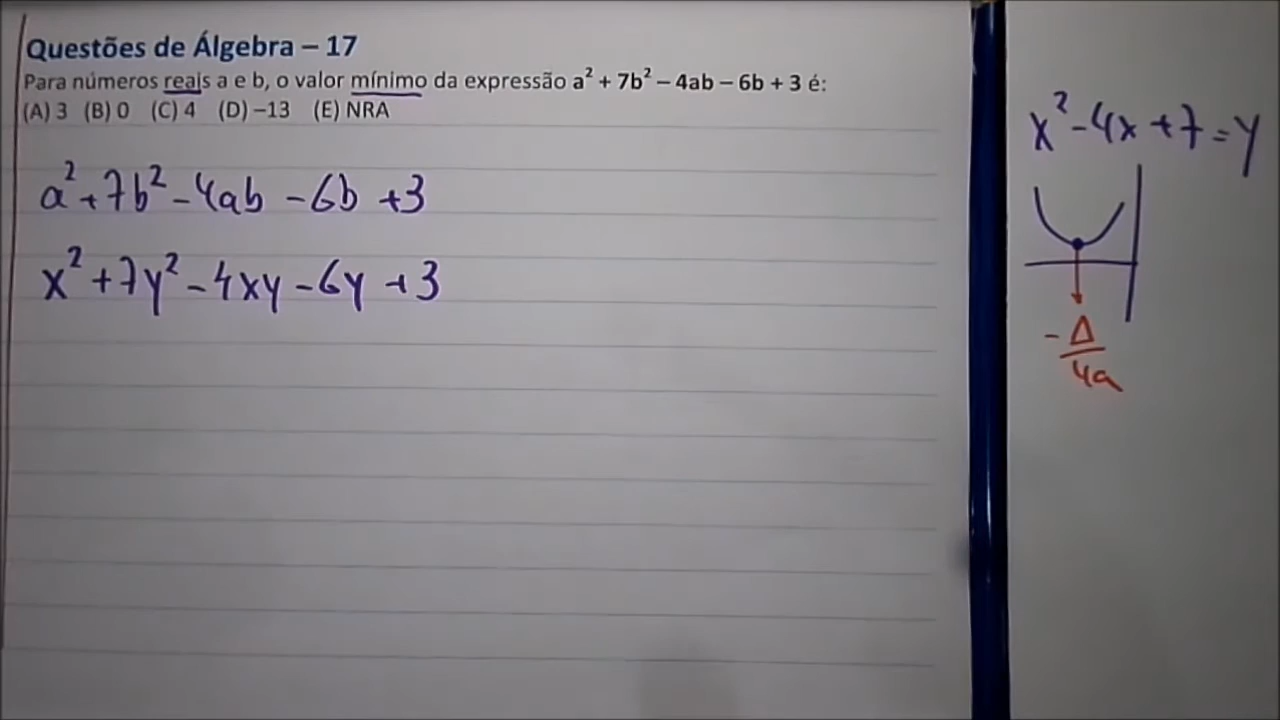 Questões de Álgebra – 17
Para números reais a e b, o valor mínimo da expressão a² + 7b² – 4ab – 6b + 3 é:
(A) 3 (B) 0 (C) 4 (D) –13 (E) NRA
a² + 7b² - 4ab - 6b + 3
x² + 7y² - 4xy - 6y + 3
x² - 4x + 7 = y
- Δ
4a